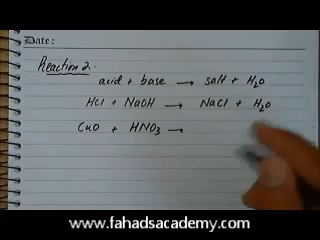 Date:
Reaction 2.
acid + base → salt + H₂O
HCl + NaOH → NaCl + H₂O
CuO + HNO₃ →
www.fahadsacademy.com